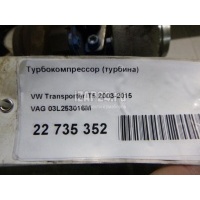 Турбокомпрессор (турбина)
VW Transporter T5 2003-2015
VAG 03L253016M
22 735 352